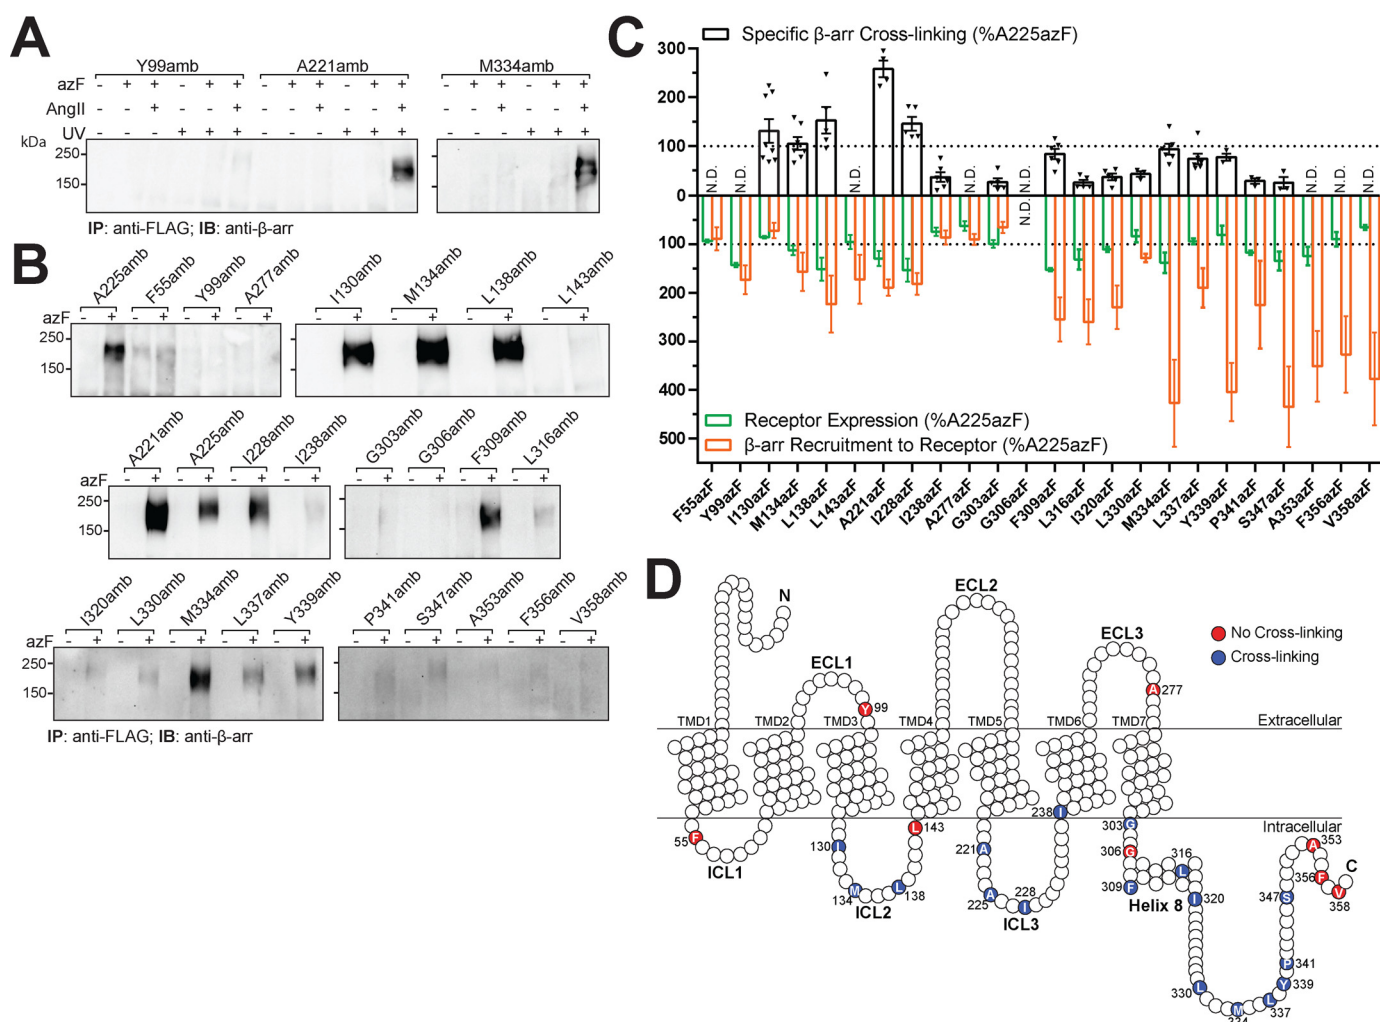 A
Y99amb A221amb M334amb
azF - + + - + + - + + - + + - + + - + +
AngII - - + - - + - - + - - + - - + - - +
UV - - - + + + - - - + + + - - - + + +
kDa
250
150
IP: anti-FLAG; IB: anti-β-arr
B
A225amb F55amb Y99amb A277amb I130amb M134amb L138amb L143amb
azF - + - + - + - + - + - + - + - +
250
150
A221amb A225amb I228amb I238amb G303amb G306amb F309amb L316amb
azF - + - + - + - + - + - + - + - +
250
150
I320amb L330amb M334amb L337amb Y339amb P341amb S347amb A353amb F356amb V358amb
azF - + - + - + - + - + - + - + - + - + - +
250
150
IP: anti-FLAG; IB: anti-β-arr
C
Specific β-arr Cross-linking (%A225azF)
300
200
100
0
100
200
300
400
500
N.D. N.D. N.D. N.D. N.D. N.D. N.D. N.D. N.D.
N.D.
Receptor Expression (%A225azF)
β-arr Recruitment to Receptor (%A225azF)
F55azF Y99azF I130azF M134azF L138azF L143azF A221azF I228azF I238azF A277azF G303azF G306azF F309azF L316azF I320azF L330azF M334azF L337azF Y339azF P341azF S347azF A353azF F356azF V358azF
D
N
ECL1
ECL2
ECL3
No Cross-linking
Cross-linking
A 277
Y 99
TMD1 TMD2 TMD3 TMD4 TMD5 TMD6 TMD7
Extracellular
Intracellular
238 I
303 G
L 143
55 F
130 I
221 A
306 G
309 F
316 L
A 353
356 F
C
V 358
ICL1
M 134
L 138
ICL2
A 225
I 228
ICL3
Helix 8
I 320
347 S
P 341
Y 339
330 L
L 337
M 334